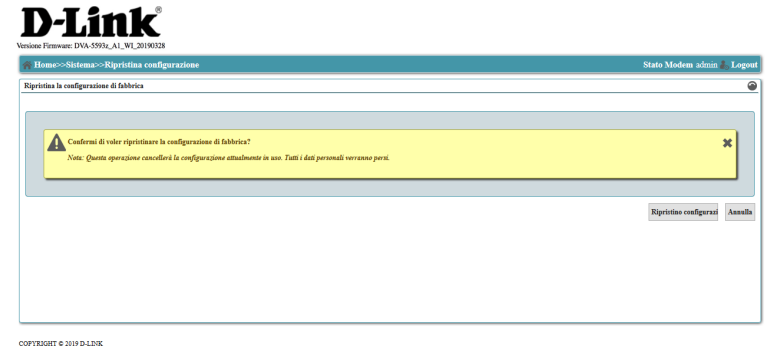 D-Link®
Versione Firmware: DVA-5593z_A1_WI_20190328
Home>>Sistema>>Ripristina configurazione
Stato Modem admin Logout
Ripristina la configurazione di fabbrica
Confermi di voler ripristinare la configurazione di fabbrica?
Nota: Questa operazione cancellerà la configurazione attualmente in uso. Tutti i dati personali verranno persi.
Ripristino configurazi
Annulla
COPYRIGHT © 2019 D-LINK